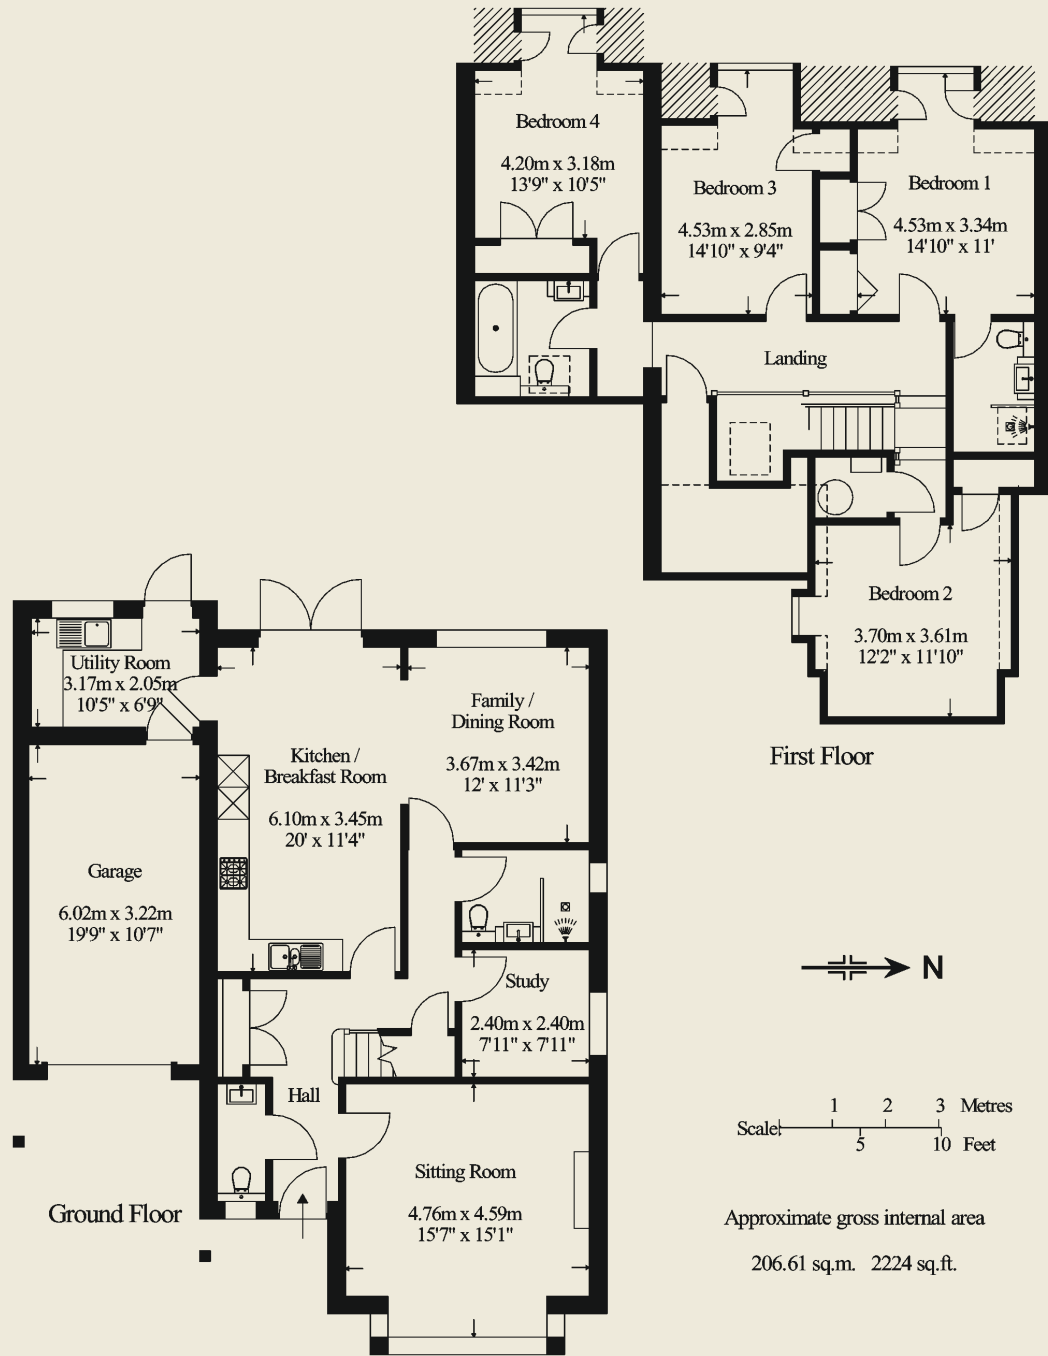 Bedroom 4
4.20m x 3.18m
13'9" x 10'5"
Bedroom 3
4.53m x 2.85m
14'10" x 9'4"
Bedroom 1
4.53m x 3.34m
14'10" x 11'
Landing
Bedroom 2
3.70m x 3.61m
12'2" x 11'10"
First Floor
Utility Room
3.17m x 2.05m
10'5" x 6'9"
Kitchen /
Breakfast Room
6.10m x 3.45m
20' x 11'4"
Family /
Dining Room
3.67m x 3.42m
12' x 11'3"
Garage
6.02m x 3.22m
19'9" x 10'7"
Study
2.40m x 2.40m
7'11" x 7'11"
Hall
Sitting Room
4.76m x 4.59m
15'7" x 15'1"
Ground Floor
N
1 2 3 Metres
Scale:
5 10 Feet
Approximate gross internal area
206.61 sq.m. 2224 sq.ft.